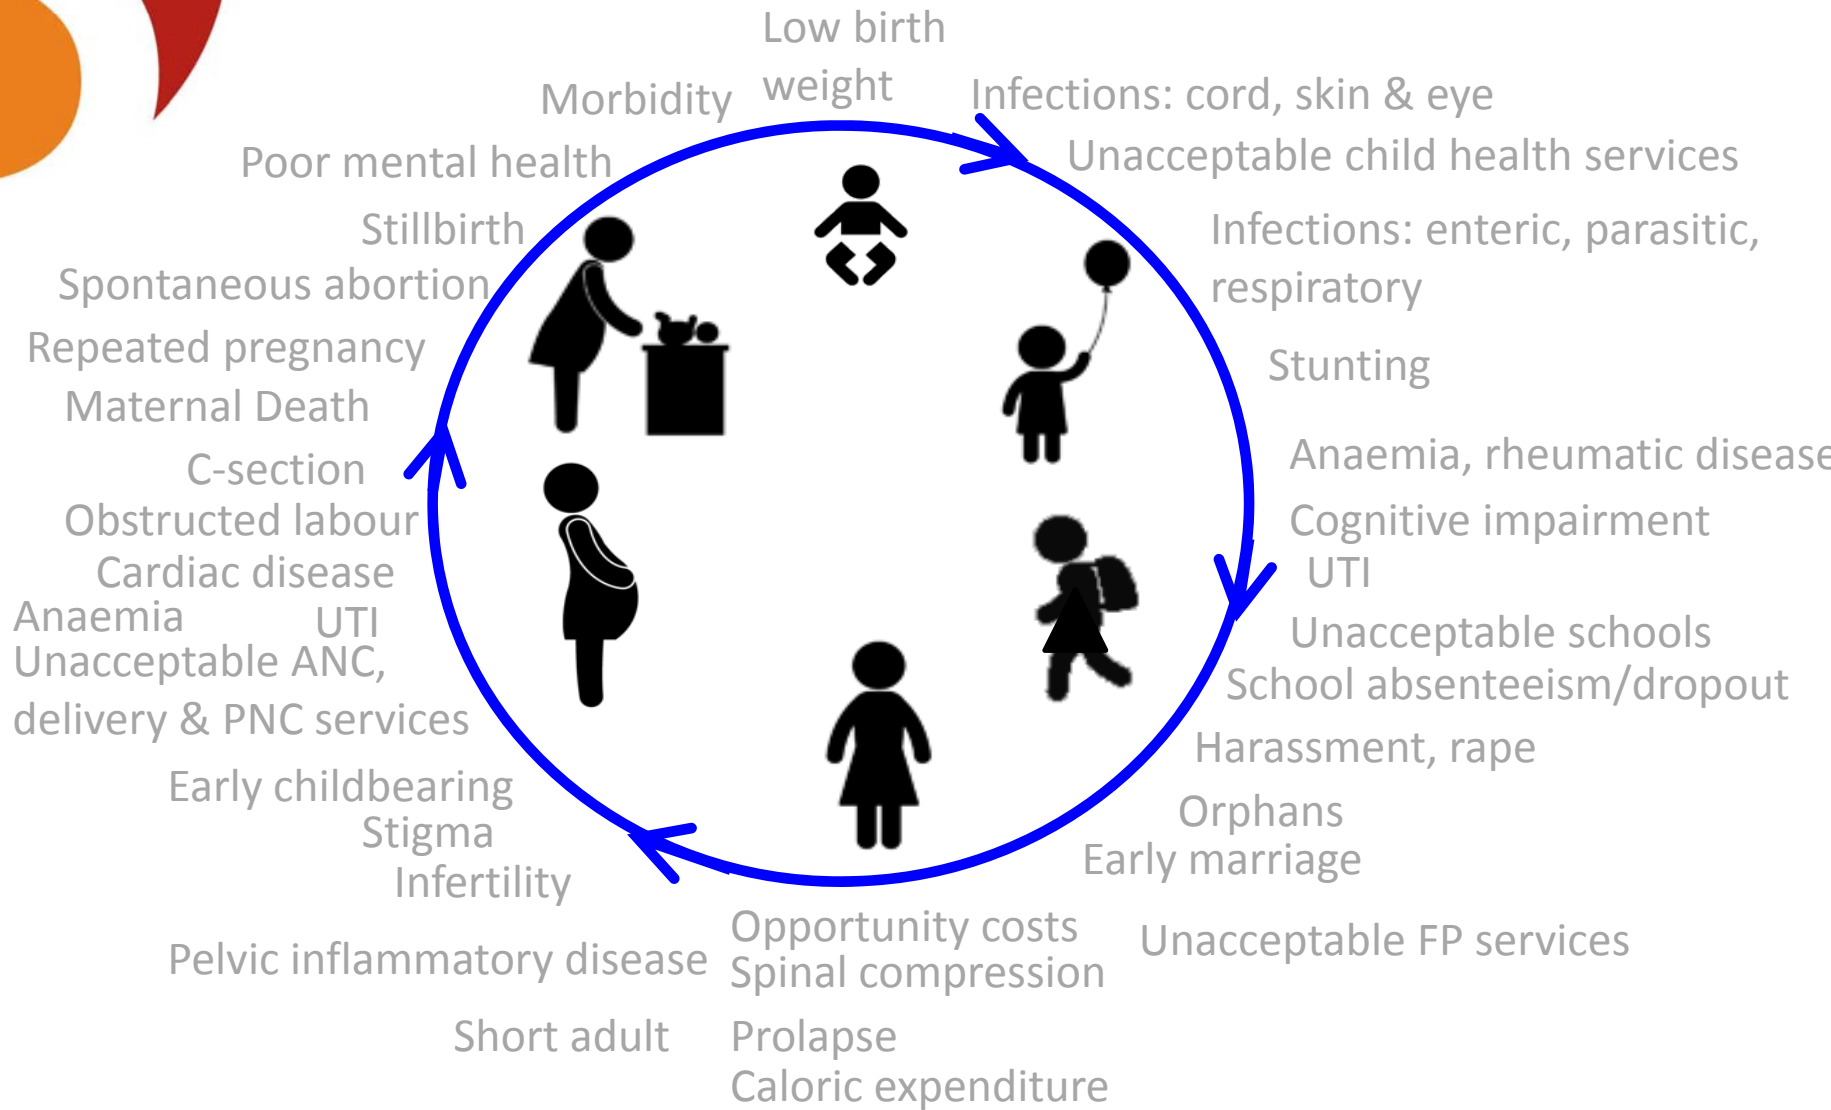 Low birth
weight
Morbidity
Infections: cord, skin & eye
Poor mental health
Unacceptable child health services
Stillbirth
Infections: enteric, parasitic,
respiratory
Spontaneous abortion
Repeated pregnancy
Stunting
Maternal Death
C-section
Anaemia, rheumatic disease
Obstructed labour
Cognitive impairment
Cardiac disease
UTI
Anaemia
UTI
Unacceptable schools
Unacceptable ANC,
delivery & PNC services
School absenteeism/dropout
Harassment, rape
Early childbearing
Orphans
Stigma
Early marriage
Infertility
Opportunity costs
Unacceptable FP services
Pelvic inflammatory disease
Spinal compression
Short adult
Prolapse
Caloric expenditure